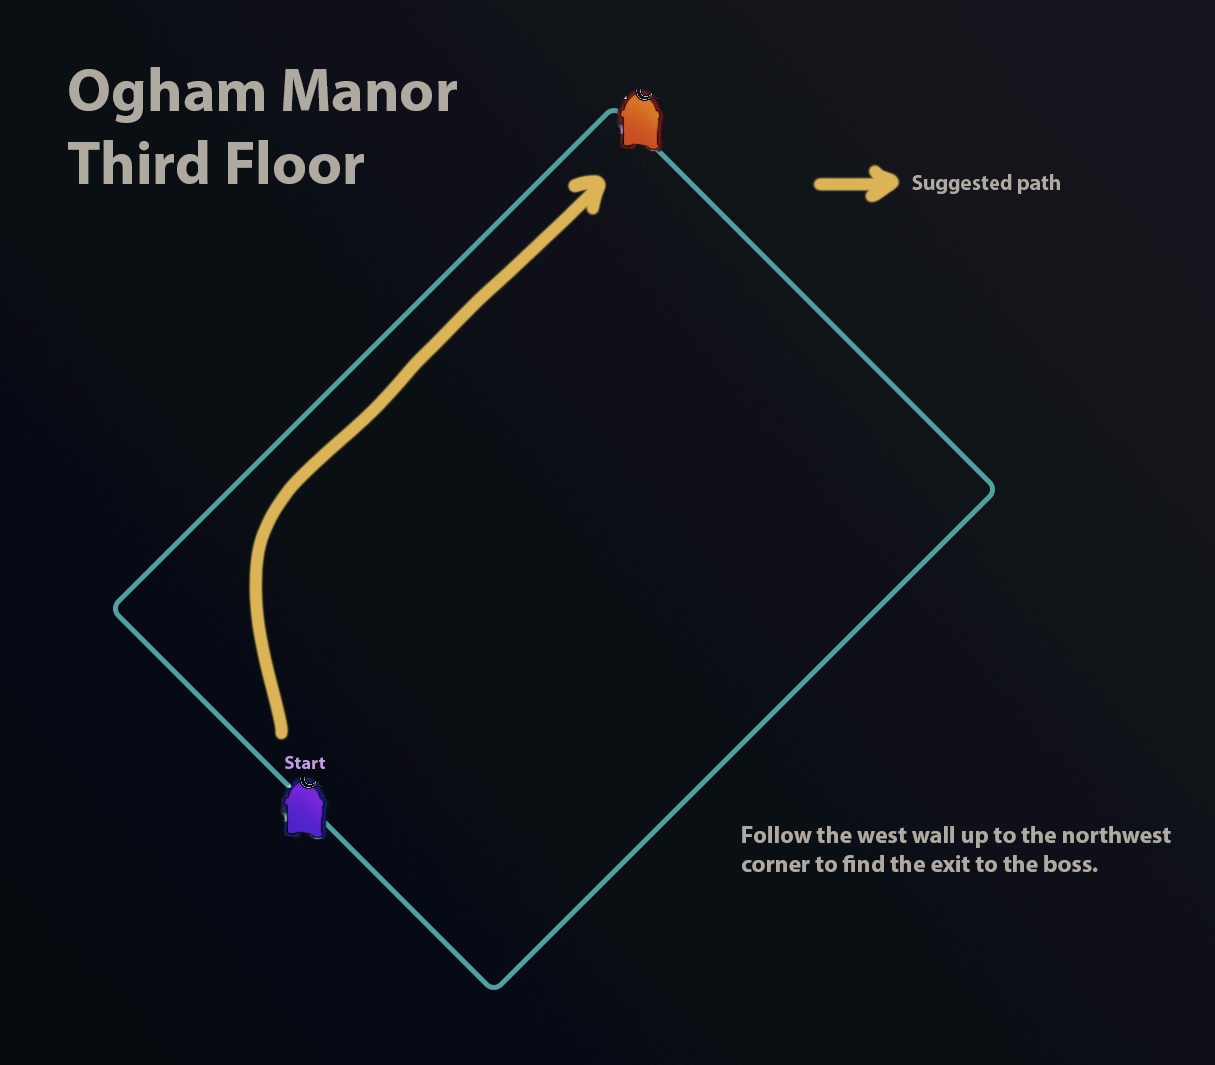 Ogham Manor
Third Floor
Suggested path
Start
Follow the west wall up to the northwest
corner to find the exit to the boss.